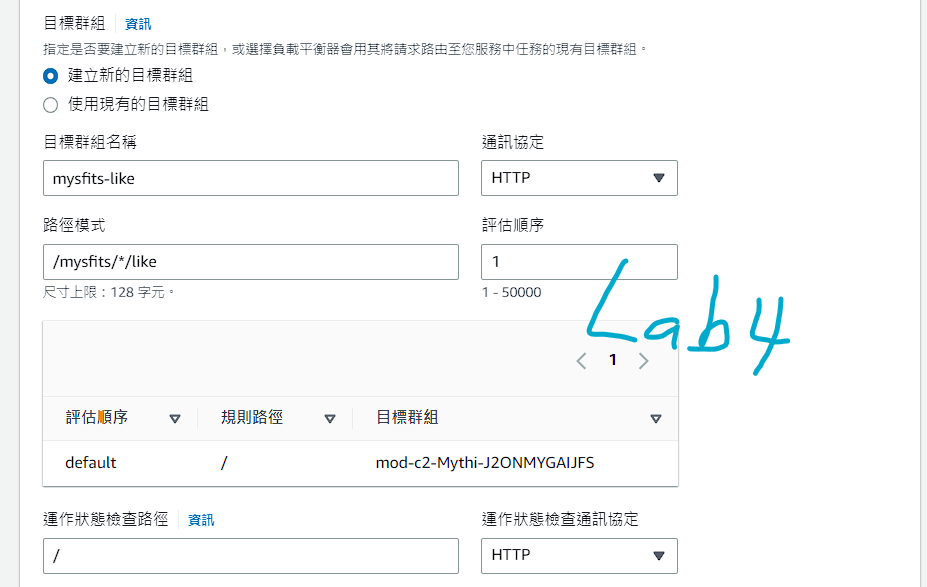 目標群組 資訊
指定是否要建立新的目標群組，或選擇負載平衡器會用其將請求路由至您服務中任務的現有目標群組。
建立新的目標群組
使用現有的目標群組
目標群組名稱 通訊協定
mysfits-like HTTP
路徑模式 評估順序
/mysfits/*/like 1
尺寸上限：128 字元。 1 - 50000
Lab 4
1
評估順序 規則路徑 目標群組
default / mod-c2-Mythi-J2ONMYGAIJFS
運作狀態檢查路徑 資訊 運作狀態檢查通訊協定
/ HTTP